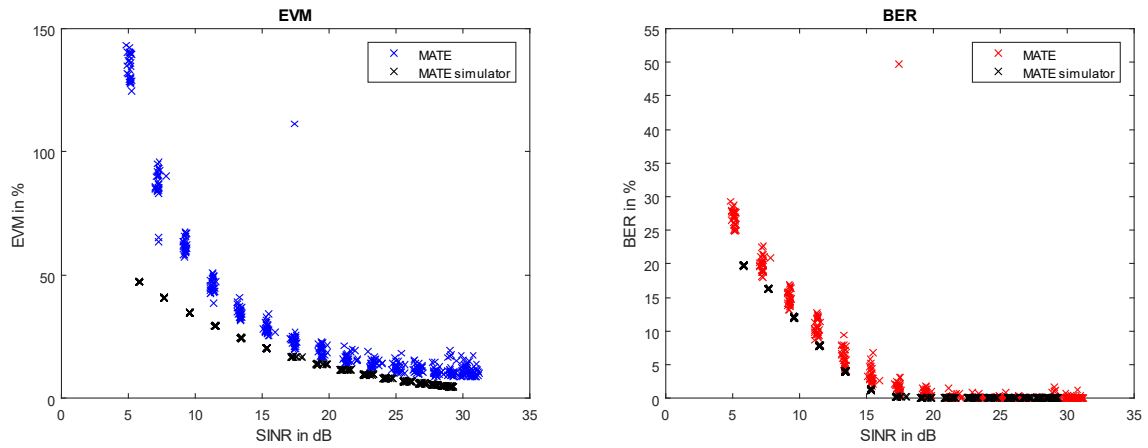 EVM
150
100
50
0
EVM in %
0 5 10 15 20 25 30 35
SINR in dB
MATE
MATE simulator
BER
55
50
45
40
35
30
25
20
15
10
5
0
BER in %
0 5 10 15 20 25 30 35
SINR in dB
MATE
MATE simulator